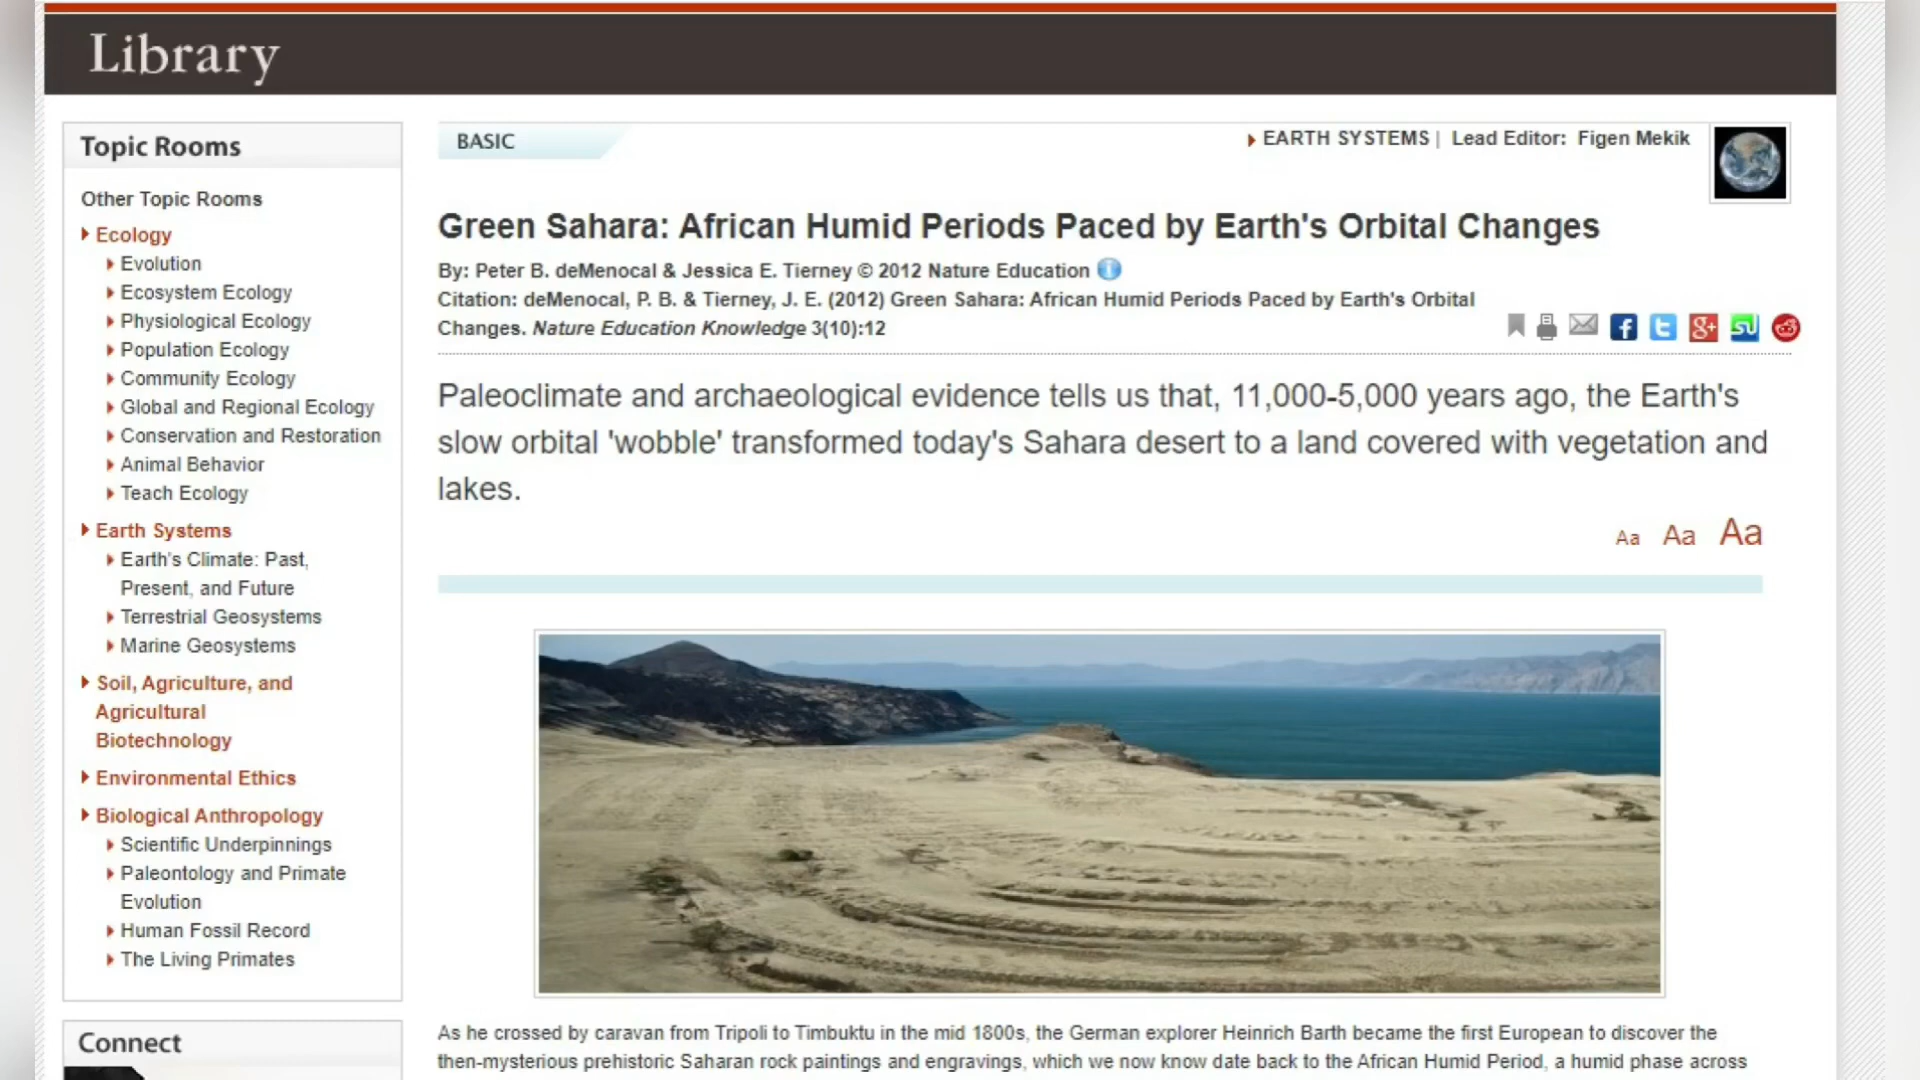 Library
Topic Rooms
Other Topic Rooms
Ecology
Evolution
Ecosystem Ecology
Physiological Ecology
Population Ecology
Community Ecology
Global and Regional Ecology
Conservation and Restoration
Animal Behavior
Teach Ecology
Earth Systems
Earth's Climate: Past,
Present, and Future
Terrestrial Geosystems
Marine Geosystems
Soil, Agriculture, and
Agricultural
Biotechnology
Environmental Ethics
Biological Anthropology
Scientific Underpinnings
Paleontology and Primate
Evolution
Human Fossil Record
The Living Primates
Connect
BASIC
EARTH SYSTEMS | Lead Editor: Figen Mekik
Green Sahara: African Humid Periods Paced by Earth's Orbital Changes
By: Peter B. deMenocal & Jessica E. Tierney © 2012 Nature Education i
Citation: deMenocal, P. B. & Tierney, J. E. (2012) Green Sahara: African Humid Periods Paced by Earth's Orbital
Changes. Nature Education Knowledge 3(10):12
f t g+ su
Paleoclimate and archaeological evidence tells us that, 11,000-5,000 years ago, the Earth's
slow orbital 'wobble' transformed today's Sahara desert to a land covered with vegetation and
lakes.
Aa Aa Aa
As he crossed by caravan from Tripoli to Timbuktu in the mid 1800s, the German explorer Heinrich Barth became the first European to discover the
then-mysterious prehistoric Saharan rock paintings and engravings, which we now know date back to the African Humid Period, a humid phase across